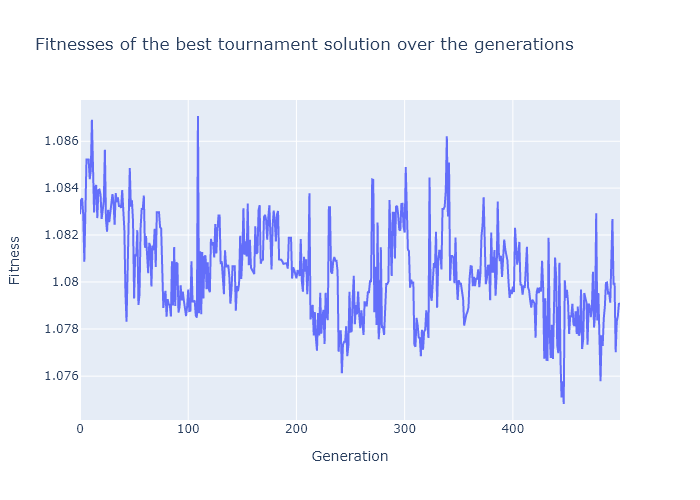 Fitnesses of the best tournament solution over the generations
1.086
1.084
1.082
1.08
1.078
1.076
Fitness
0 100 200 300 400
Generation